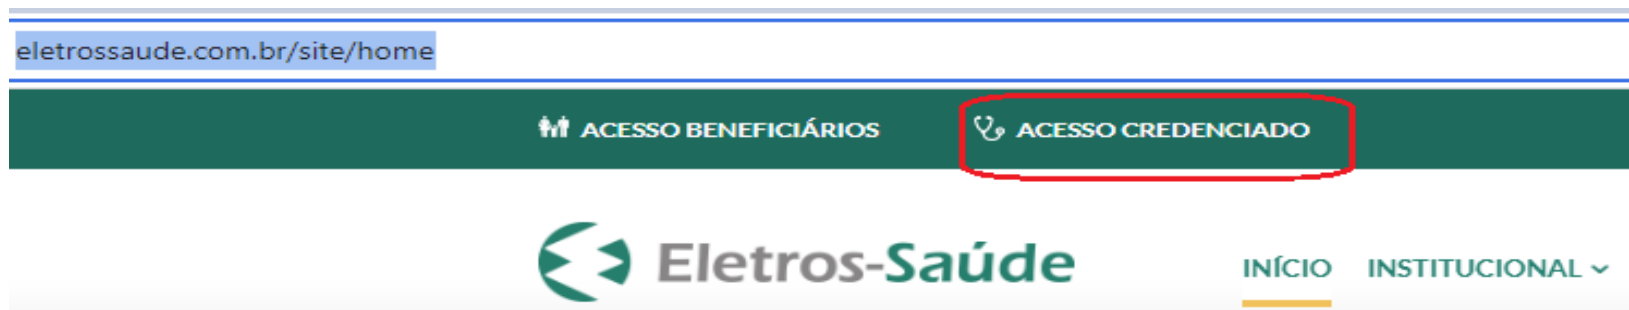 eletrossaude.com.br/site/home
ACESSO BENEFICIÁRIOS ACESSO CREDENCIADO
Eletros-Saúde
INÍCIO INSTITUCIONAL